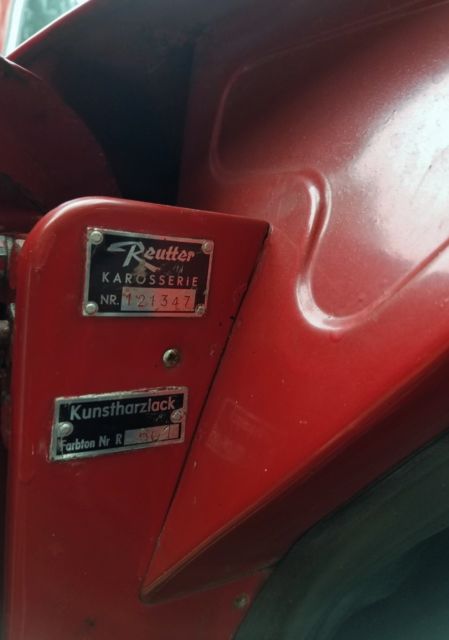 Reutter
KAROSSERIE
NR. 121347
Kunstharzlack
Farbton Nr R